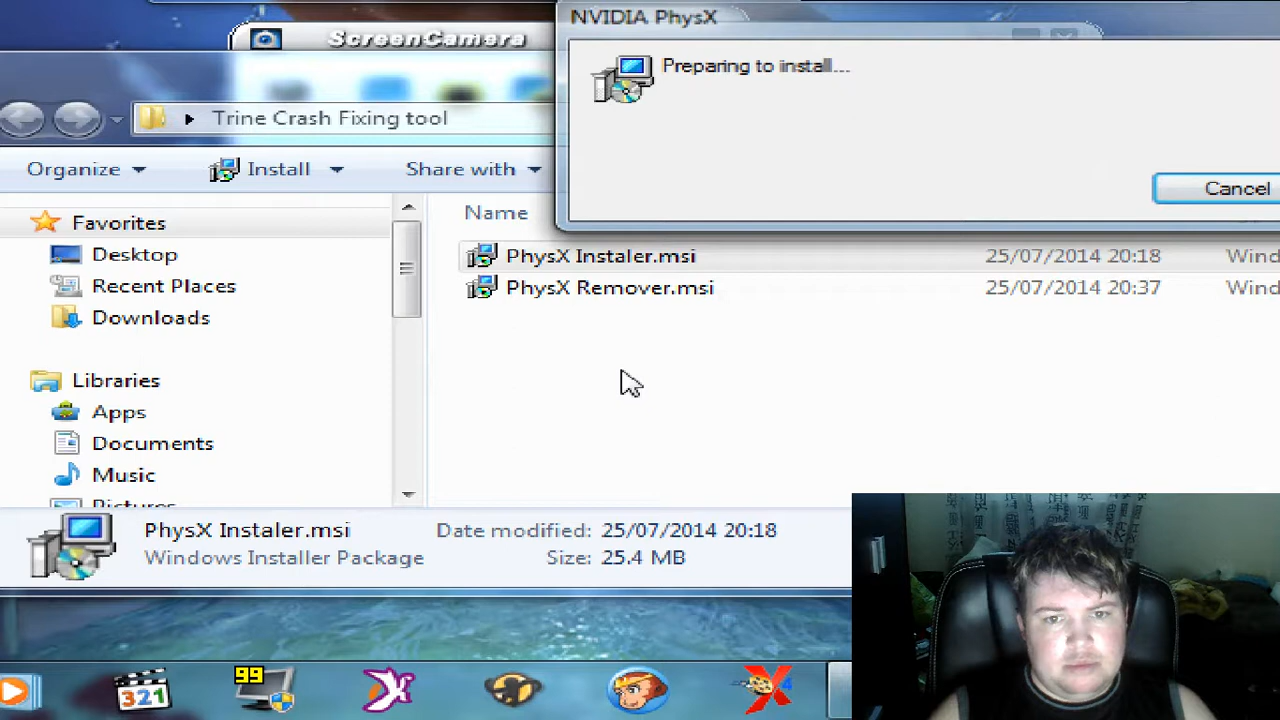 NVIDIA PhysX
ScreenCamera
Preparing to install...
Trine Crash Fixing tool
Organize
Install
Share with
Cancel
Favorites
Name
Desktop
PhysX Instaler.msi 25/07/2014 20:18 Wind
Recent Places
PhysX Remover.msi 25/07/2014 20:37 Wind
Downloads
Libraries
Apps
Documents
Music
Pictures
PhysX Instaler.msi Date modified: 25/07/2014 20:18
Windows Installer Package Size: 25.4 MB
99
321